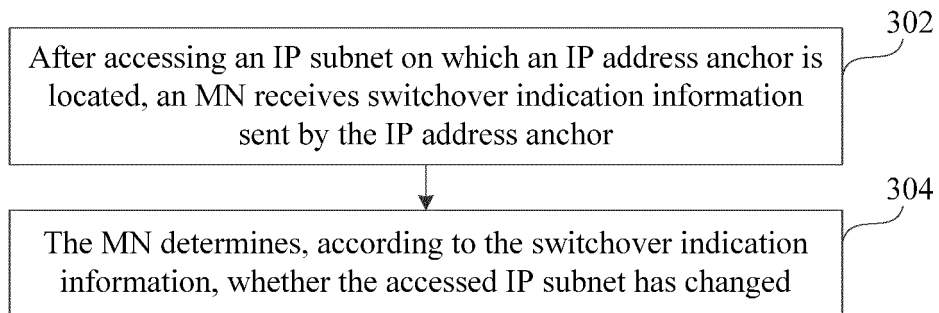 302
After accessing an IP subnet on which an IP address anchor is
located, an MN receives switchover indication information
sent by the IP address anchor
304
The MN determines, according to the switchover indication
information, whether the accessed IP subnet has changed